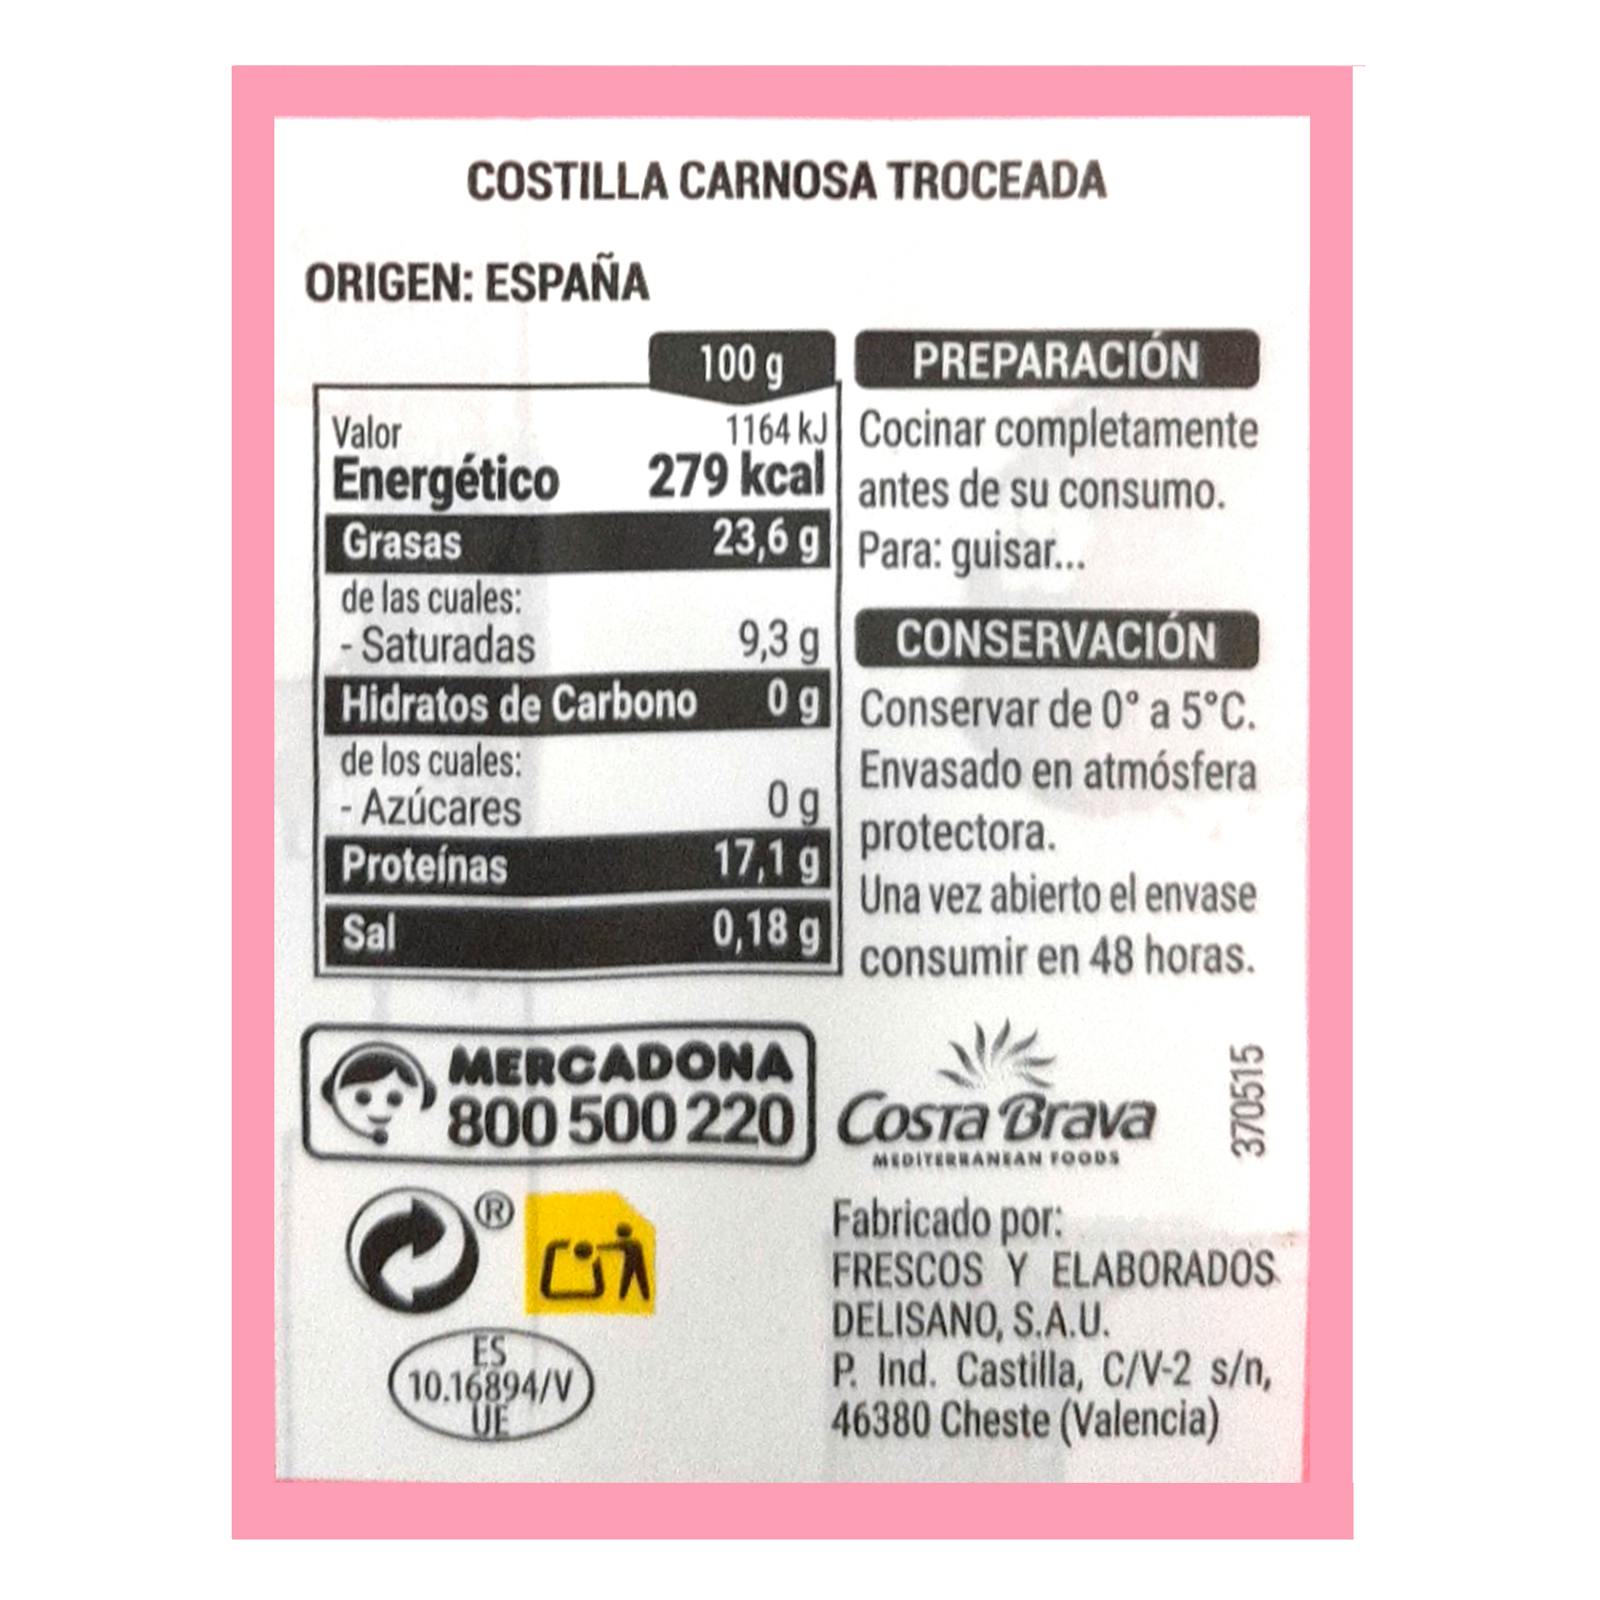 COSTILLA CARNOSA TROCEADA
ORIGEN: ESPAÑA
100 g
Valor 1164 kJ
Energético 279 kcal
Grasas 23,6 g
de las cuales:
- Saturadas 9,3 g
Hidratos de Carbono 0 g
de los cuales:
- Azúcares 0 g
Proteínas 17,1 g
Sal 0,18 g
PREPARACIÓN
Cocinar completamente
antes de su consumo.
Para: guisar...
CONSERVACIÓN
Conservar de 0° a 5°C.
Envasado en atmósfera
protectora.
Una vez abierto el envase
consumir en 48 horas.
MERCADONA
800 500 220
Costa Brava
MEDITERRANEAN FOODS
370515
®
ES
10.16894/V
UE
Fabricado por:
FRESCOS Y ELABORADOS
DELISANO, S.A.U.
P. Ind. Castilla, C/V-2 s/n,
46380 Cheste (Valencia)